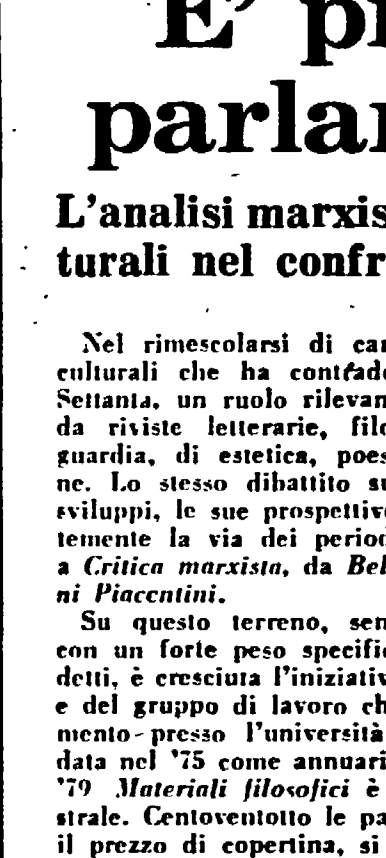 E' pr
parlar
L'analisi marxis
turali nel confr
Nel rimescolarsi di car
culturali che ha contrade
Settanta, un ruolo rilevan
da riviste letterarie, filo
guardia, di estetica, poes
ne. Lo stesso dibattito su
sviluppi, le sue prospettive
temente la via dei period
a Critica marxista, da Bel
ni Piacentini.
Su questo terreno, sen
con un forte peso specific
detti, è cresciuta l'iniziativ
e del gruppo di lavoro ch
mento presso l'università
data nel '75 come annuari
'79 Materiali filosofici è
strale. Centoventotto le pa
il prezzo di copertina, si